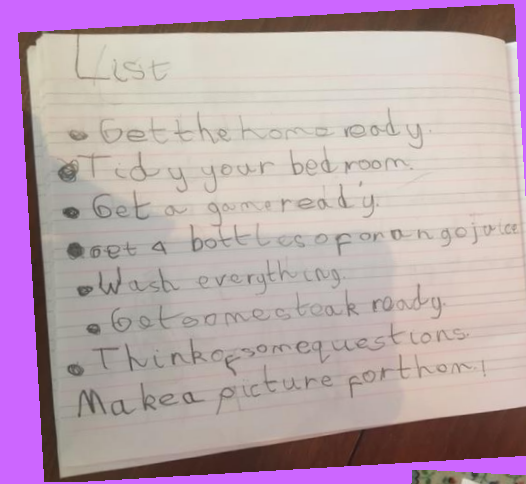 List
• Get the home ready.
• Tidy your bedroom.
• Get a game ready.
• Get 4 bottles of orango juice
• Wash everything.
• Get some steak ready.
• Think of some questions.
Make a picture for them!